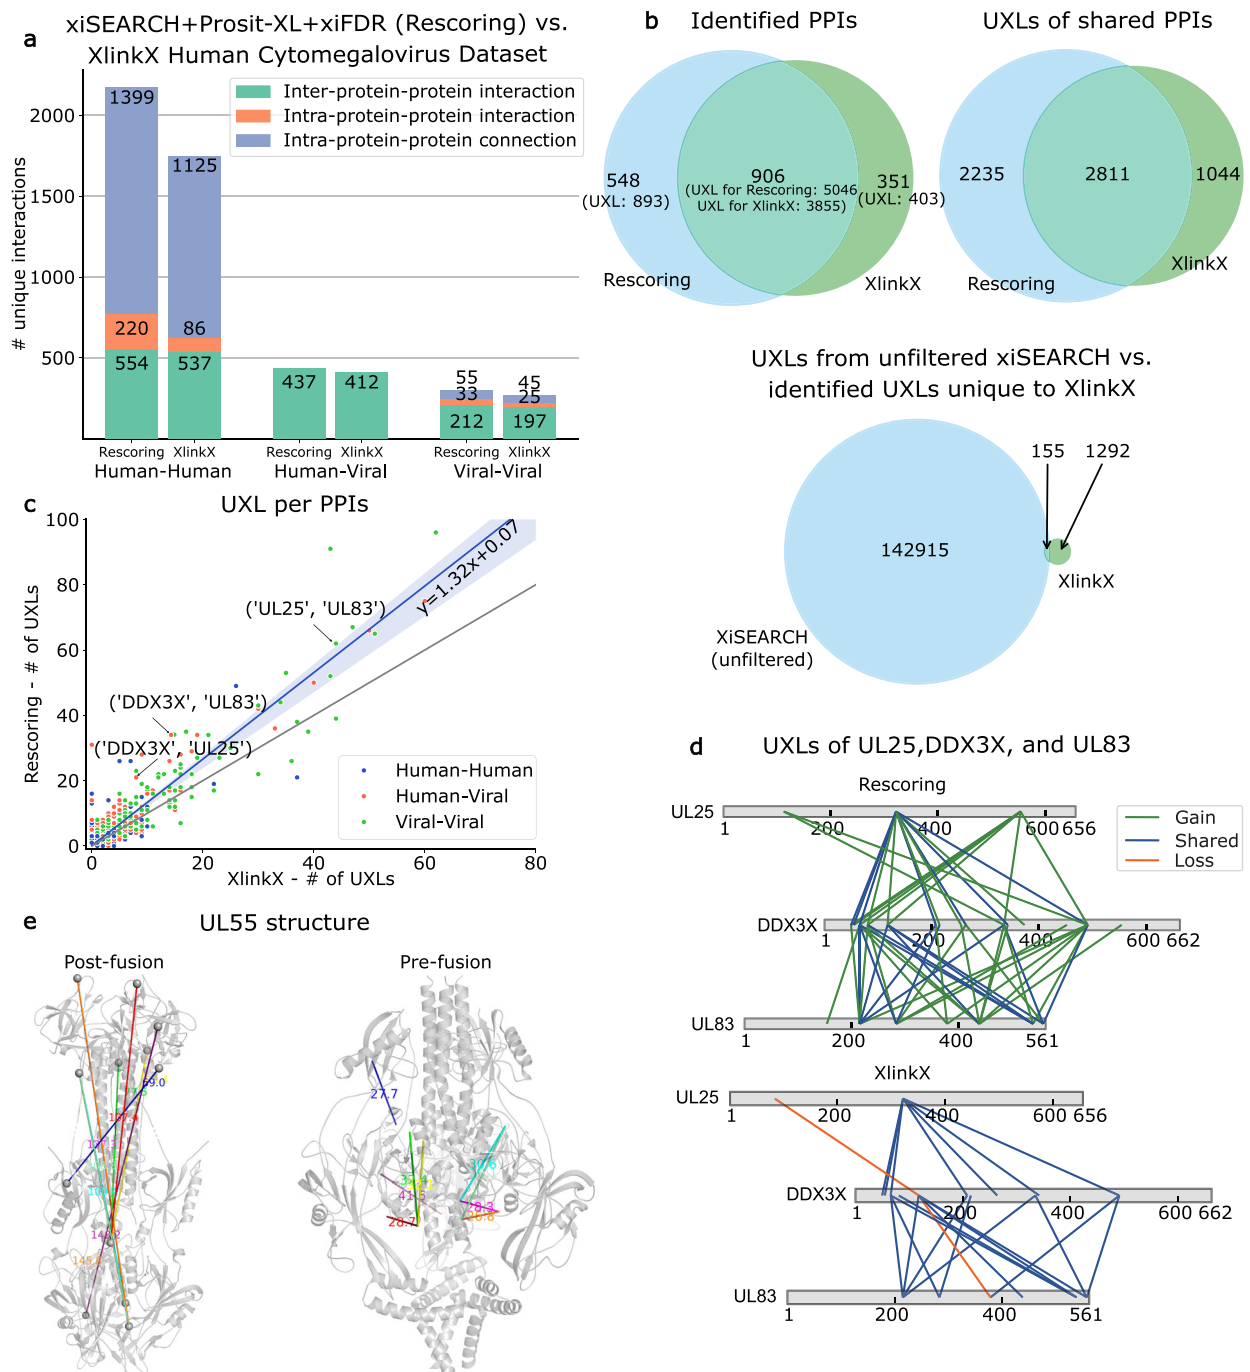 a
xiSEARCH+Prosit-XL+xiFDR (Rescoring) vs.
XlinkX Human Cytomegalovirus Dataset
# unique interactions
2000
1500
1000
500
Inter-protein-protein interaction
Intra-protein-protein interaction
Intra-protein-protein connection
1399
220
554
1125
86
537
437
412
55
33
212
45
25
197
Rescoring XlinkX
Human-Human
Rescoring XlinkX
Human-Viral
Rescoring XlinkX
Viral-Viral
b
Identified PPIs
548
(UXL: 893)
906
(UXL for Rescoring: 5046
UXL for XlinkX: 3855)
351
(UXL: 403)
Rescoring
XlinkX
UXLs of shared PPIs
2235
2811
1044
Rescoring
XlinkX
UXLs from unfiltered xiSEARCH vs.
identified UXLs unique to XlinkX
155
1292
142915
XlinkX
XiSEARCH
(unfiltered)
c
UXL per PPIs
Rescoring - # of UXLs
100
80
60
40
20
0
y=1.32x+0.07
('UL25', 'UL83')
('DDX3X', 'UL83')
('DDX3X', 'UL25')
Human-Human
Human-Viral
Viral-Viral
0 20 40 60 80
XlinkX - # of UXLs
d
UXLs of UL25,DDX3X, and UL83
Rescoring
Gain
Shared
Loss
UL25
1 200 400 600 656
DDX3X
1 200 400 600 662
UL83
1 200 400 561
XlinkX
UL25
1 200 400 600 656
DDX3X
1 200 400 600 662
UL83
1 200 400 561
e
UL55 structure
Post-fusion
69.0
Pre-fusion
27.7
41.5
28.7